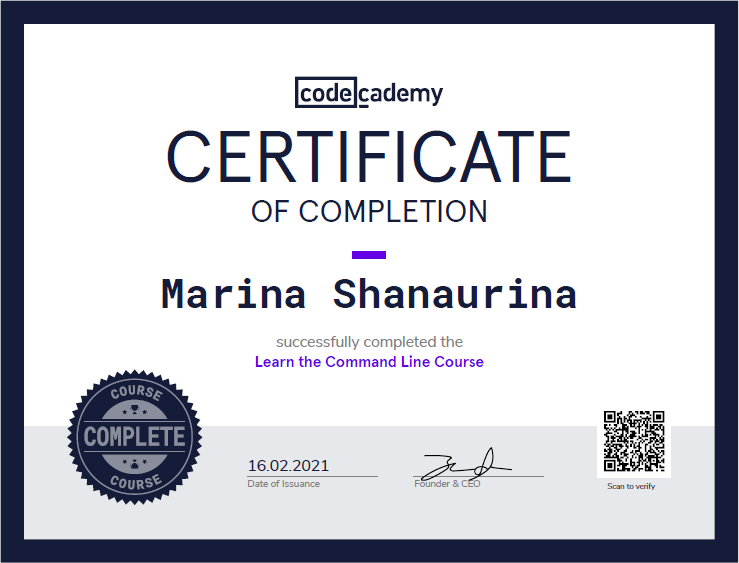 codecademy
CERTIFICATE
OF COMPLETION
Marina Shanaurina
successfully completed the
Learn the Command Line Course
COURSE
COMPLETE
COURSE
16.02.2021
Date of Issuance
Founder & CEO
Scan to verify